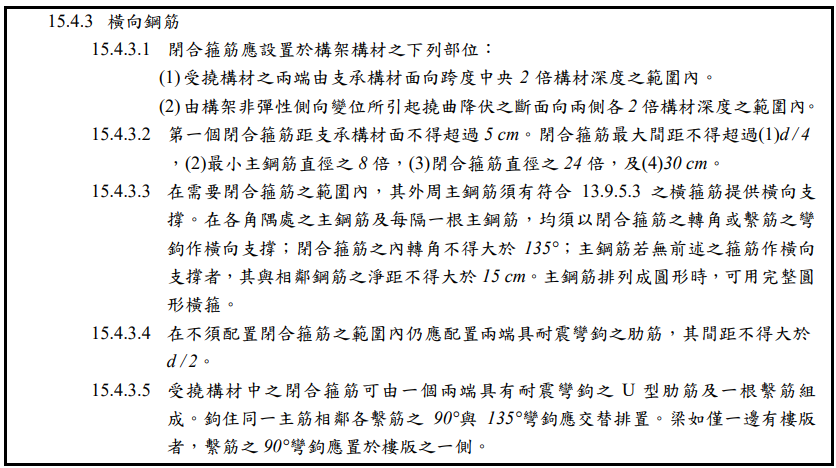 15.4.3 橫向鋼筋
15.4.3.1 閉合箍筋應設置於構架構材之下列部位：
(1)受撓構材之兩端由支承構材面向跨度中央 2 倍構材深度之範圍內。
(2)由構架非彈性側向變位所引起撓曲降伏之斷面向兩側各 2 倍構材深度之範圍內。
15.4.3.2 第一個閉合箍筋距支承構材面不得超過 5 cm。閉合箍筋最大間距不得超過(1)d/4
，(2)最小主鋼筋直徑之 8 倍，(3)閉合箍筋直徑之 24 倍，及(4)30 cm。
15.4.3.3 在需要閉合箍筋之範圍內，其外周主鋼筋須有符合 13.9.5.3 之橫箍筋提供橫向支
撐。在各角隅處之主鋼筋及每隔一根主鋼筋，均須以閉合箍筋之轉角或繫筋之彎
鉤作橫向支撐；閉合箍筋之內轉角不得大於 135°；主鋼筋若無前述之箍筋作橫向
支撐者，其與相鄰鋼筋之淨距不得大於 15 cm。主鋼筋排列成圓形時，可用完整圓
形橫箍。
15.4.3.4 在不須配置閉合箍筋之範圍內仍應配置兩端具耐震彎鉤之肋筋，其間距不得大於
d/2。
15.4.3.5 受撓構材中之閉合箍筋可由一個兩端具有耐震彎鉤之 U 型肋筋及一根繫筋組
成。鉤住同一主筋相鄰各繫筋之 90°與 135°彎鉤應交替排置。梁如僅一邊有樓版
者，繫筋之 90°彎鉤應置於樓版之一側。